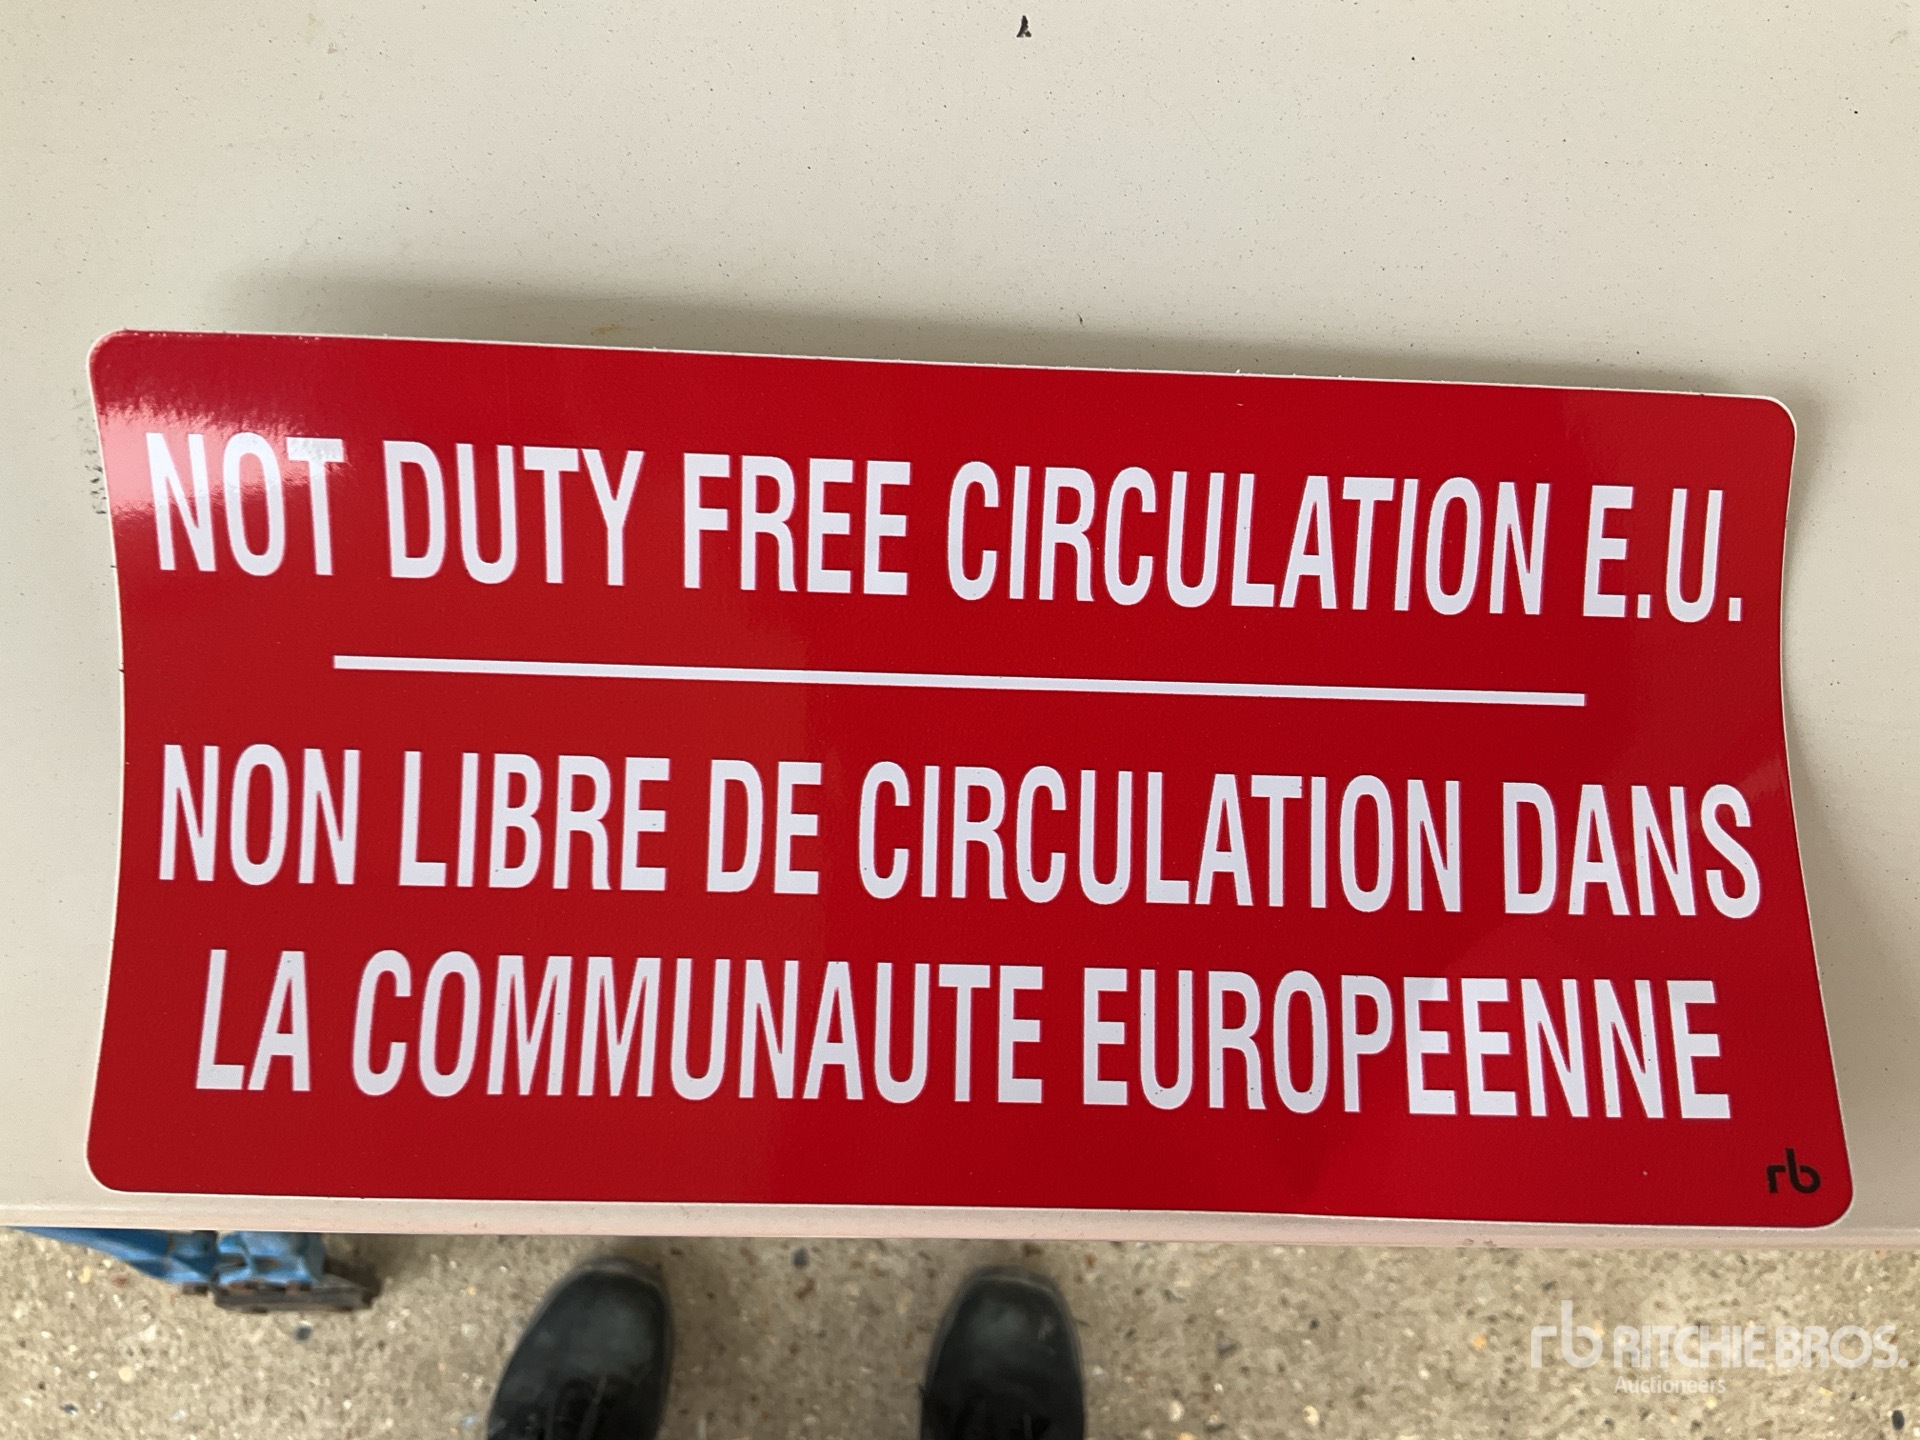 NOT DUTY FREE CIRCULATION E.U.
NON LIBRE DE CIRCULATION DANS
LA COMMUNAUTE EUROPEENNE
rb
rb RITCHIE BROS.
Auctioneers